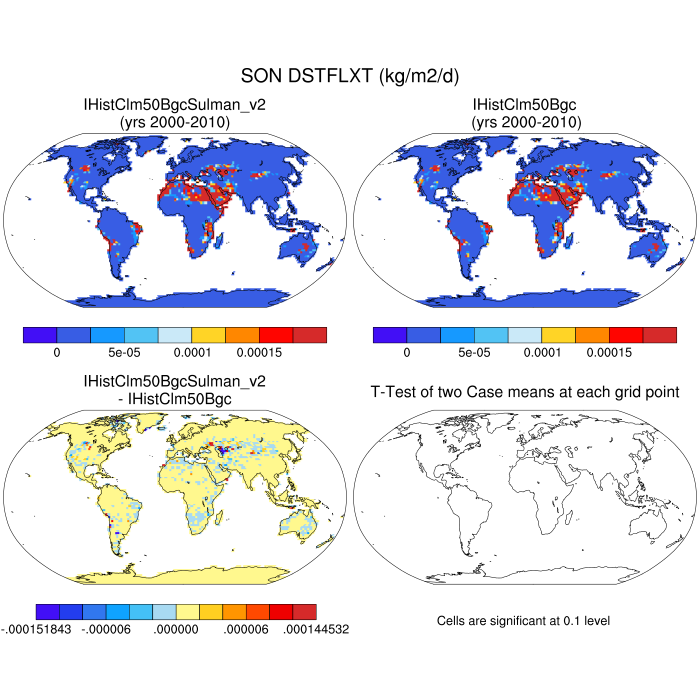 SON DSTFLXT (kg/m2/d)
IHistClm50BgcSulman_v2
(yrs 2000-2010)
IHistClm50Bgc
(yrs 2000-2010)
0 5e-05 0.0001 0.00015
0 5e-05 0.0001 0.00015
IHistClm50BgcSulman_v2
- IHistClm50Bgc
T-Test of two Case means at each grid point
-.000151843 -.000006 .000000 .000006 .000144532
Cells are significant at 0.1 level